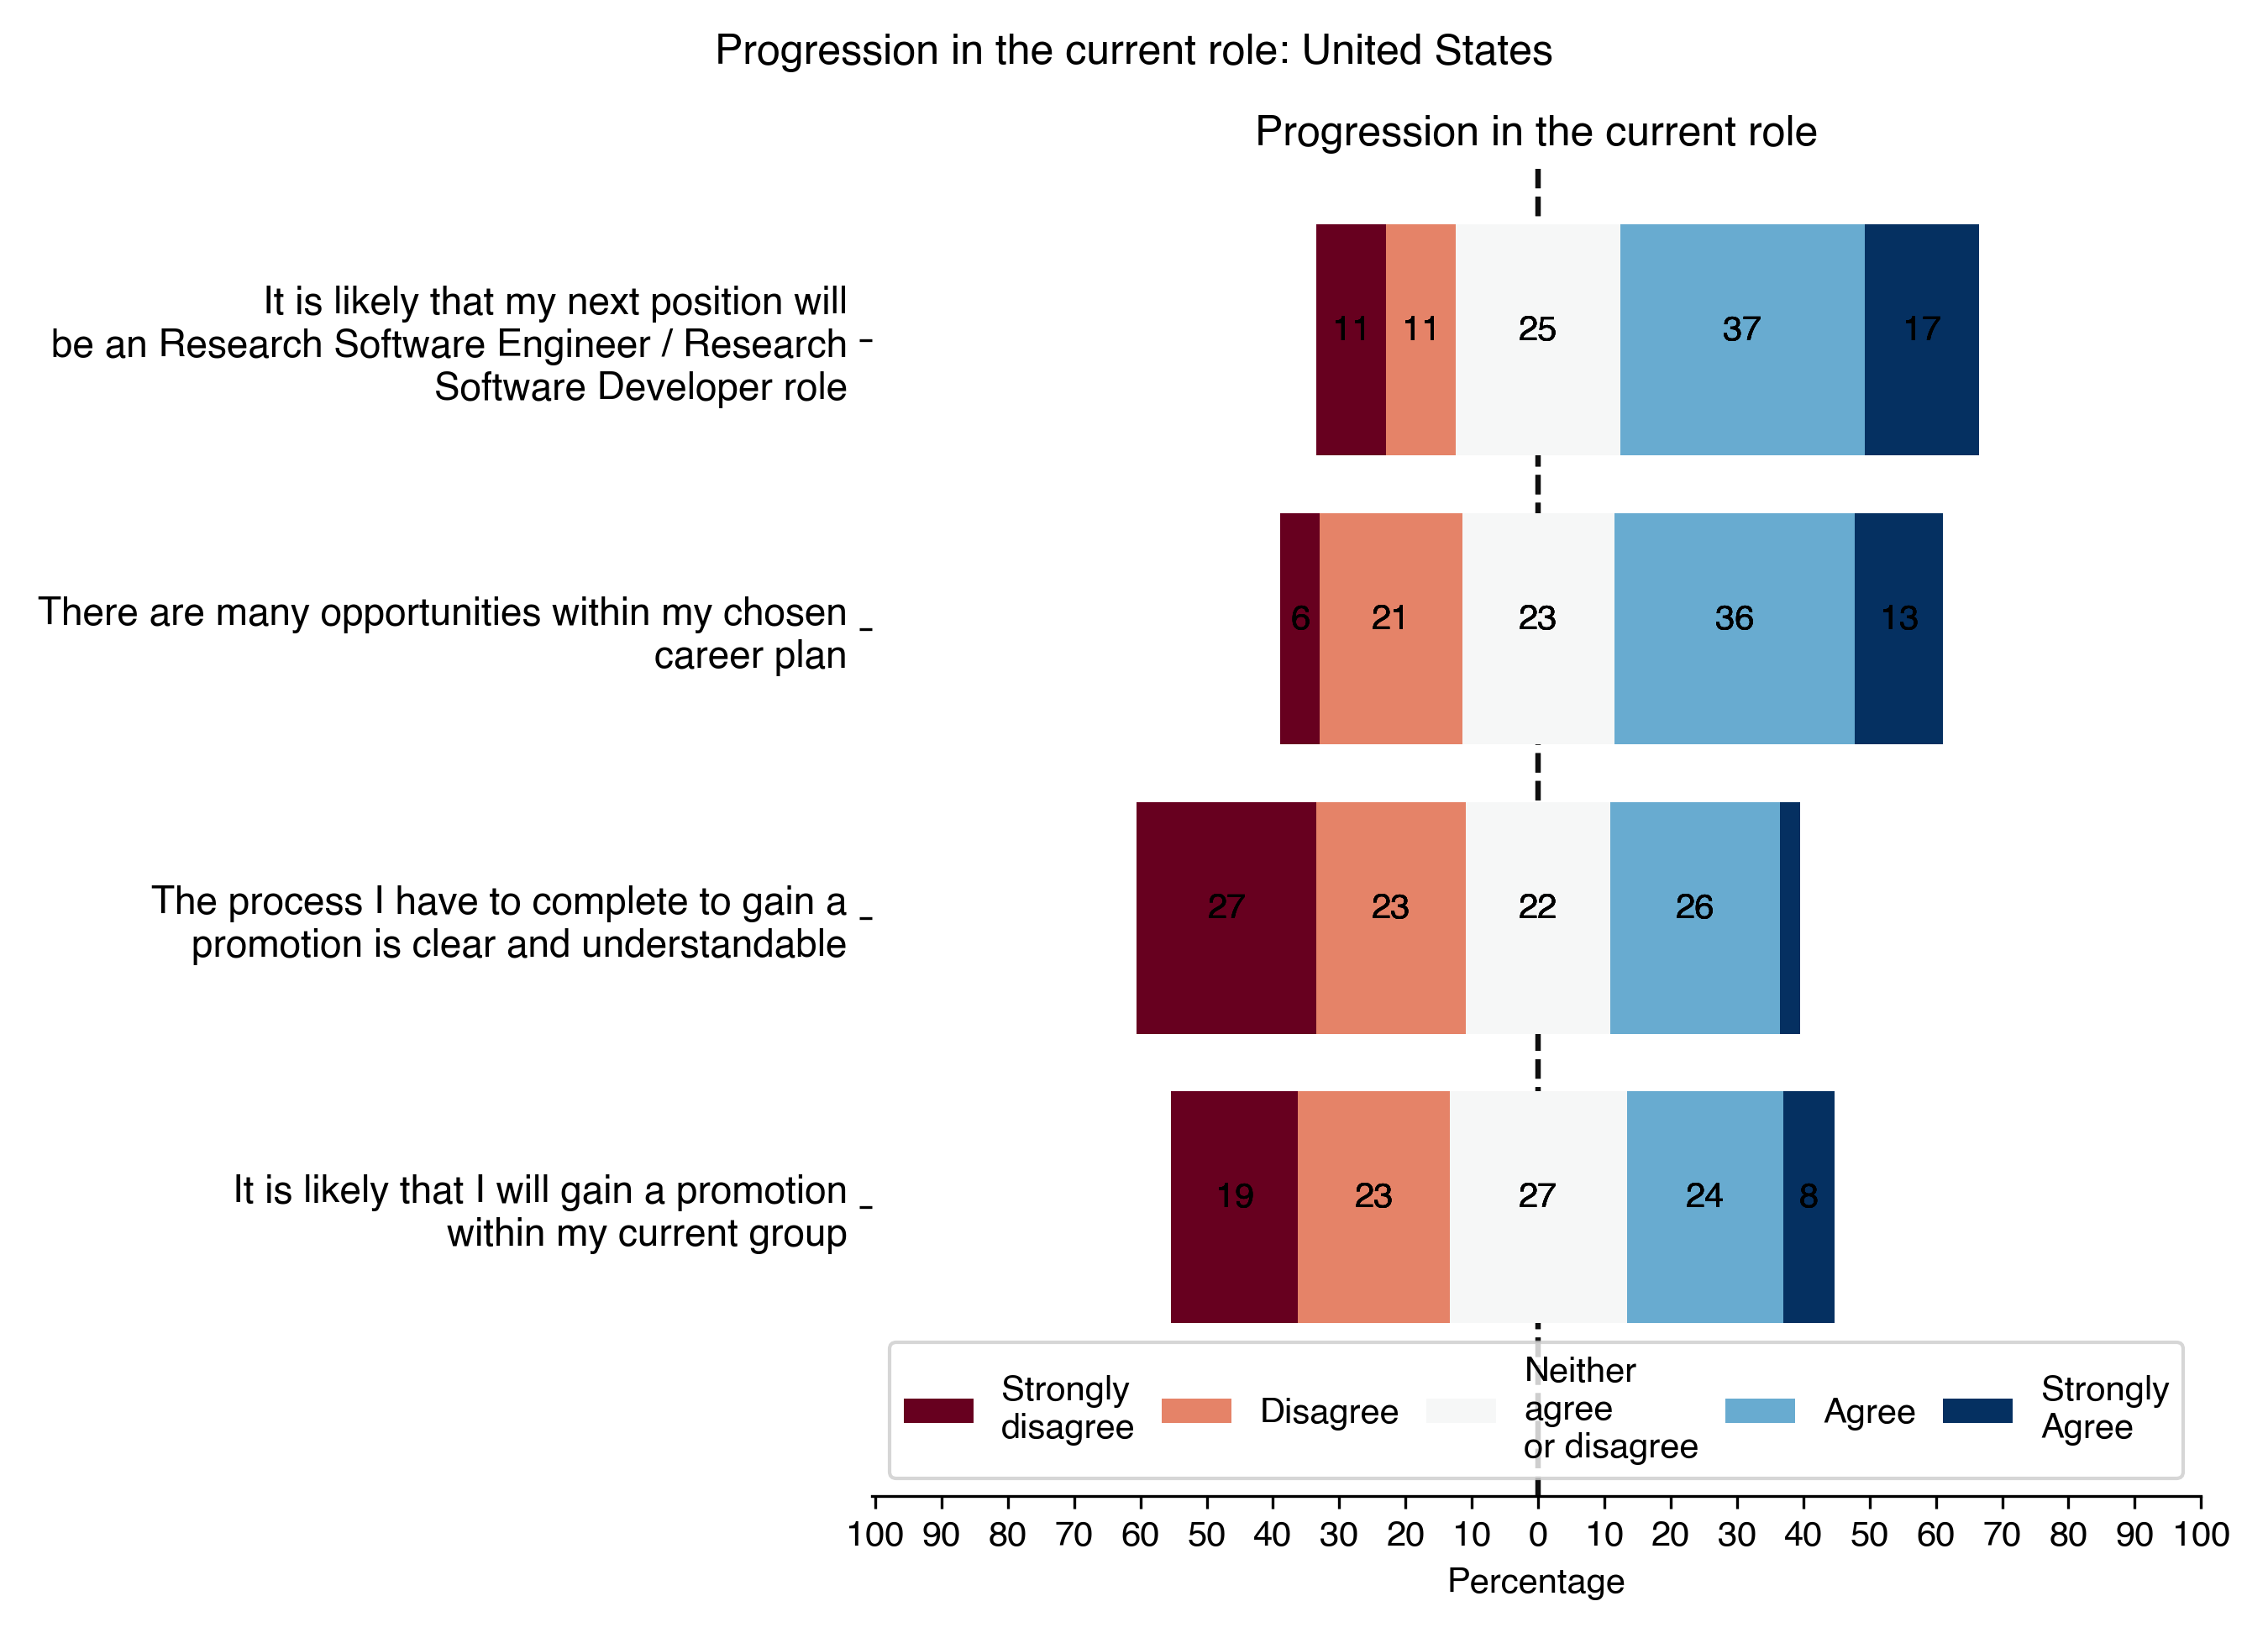 Progression in the current role: United States
Progression in the current role
It is likely that my next position will
be an Research Software Engineer / Research
Software Developer role
11 11 25 37 17
There are many opportunities within my chosen
career plan
6 21 23 36 13
The process I have to complete to gain a
promotion is clear and understandable
27 23 22 26
It is likely that I will gain a promotion
within my current group
19 23 27 24 8
Strongly
disagree
Disagree
Neither
agree
or disagree
Agree
Strongly
Agree
100 90 80 70 60 50 40 30 20 10 0 10 20 30 40 50 60 70 80 90 100
Percentage